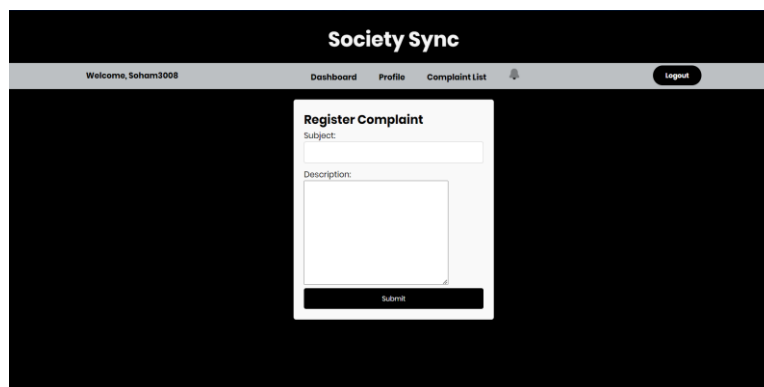 Society Sync
Welcome, Soham3008 Dashboard Profile Complaint List Logout
Register Complaint
Subject:
Description:
Submit